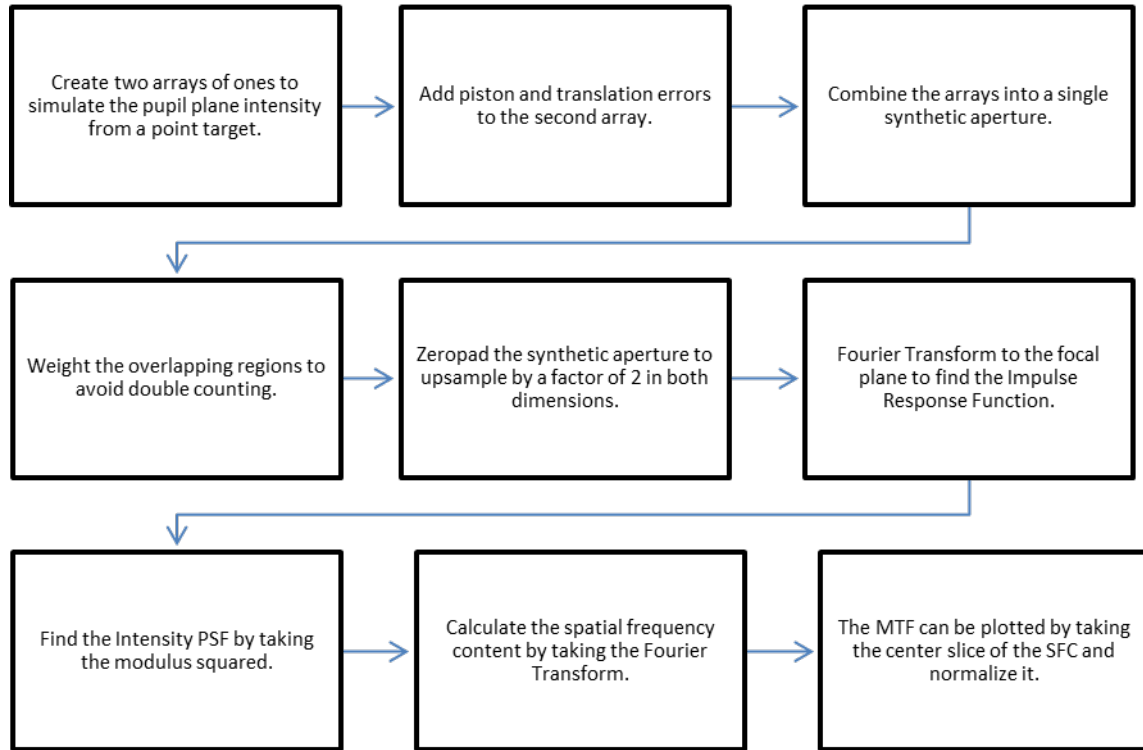 Create two arrays of ones to
simulate the pupil plane intensity
from a point target.
Add piston and translation errors
to the second array.
Combine the arrays into a single
synthetic aperture.
Weight the overlapping regions to
avoid double counting.
Zeropad the synthetic aperture to
upsample by a factor of 2 in both
dimensions.
Fourier Transform to the focal
plane to find the Impulse
Response Function.
Find the Intensity PSF by taking
the modulus squared.
Calculate the spatial frequency
content by taking the Fourier
Transform.
The MTF can be plotted by taking
the center slice of the SFC and
normalize it.